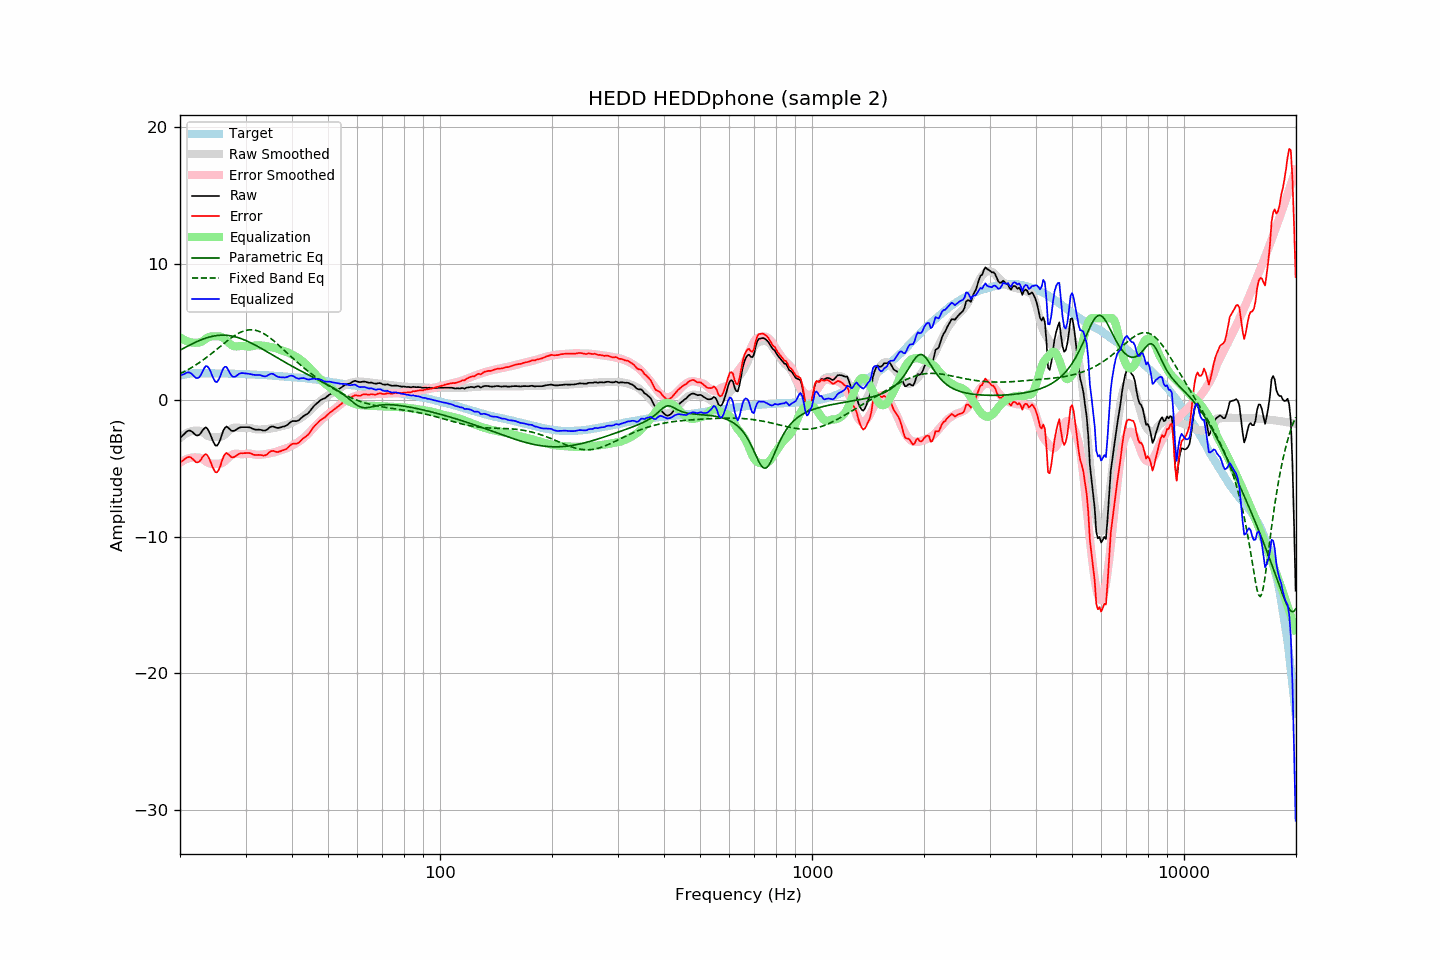 HEDD HEDDphone (sample 2)
Target
Raw Smoothed
Error Smoothed
Raw
Error
Equalization
Parametric Eq
Fixed Band Eq
Equalized
20
10
0
−10
−20
−30
Amplitude (dBr)
100 1000 10000
Frequency (Hz)